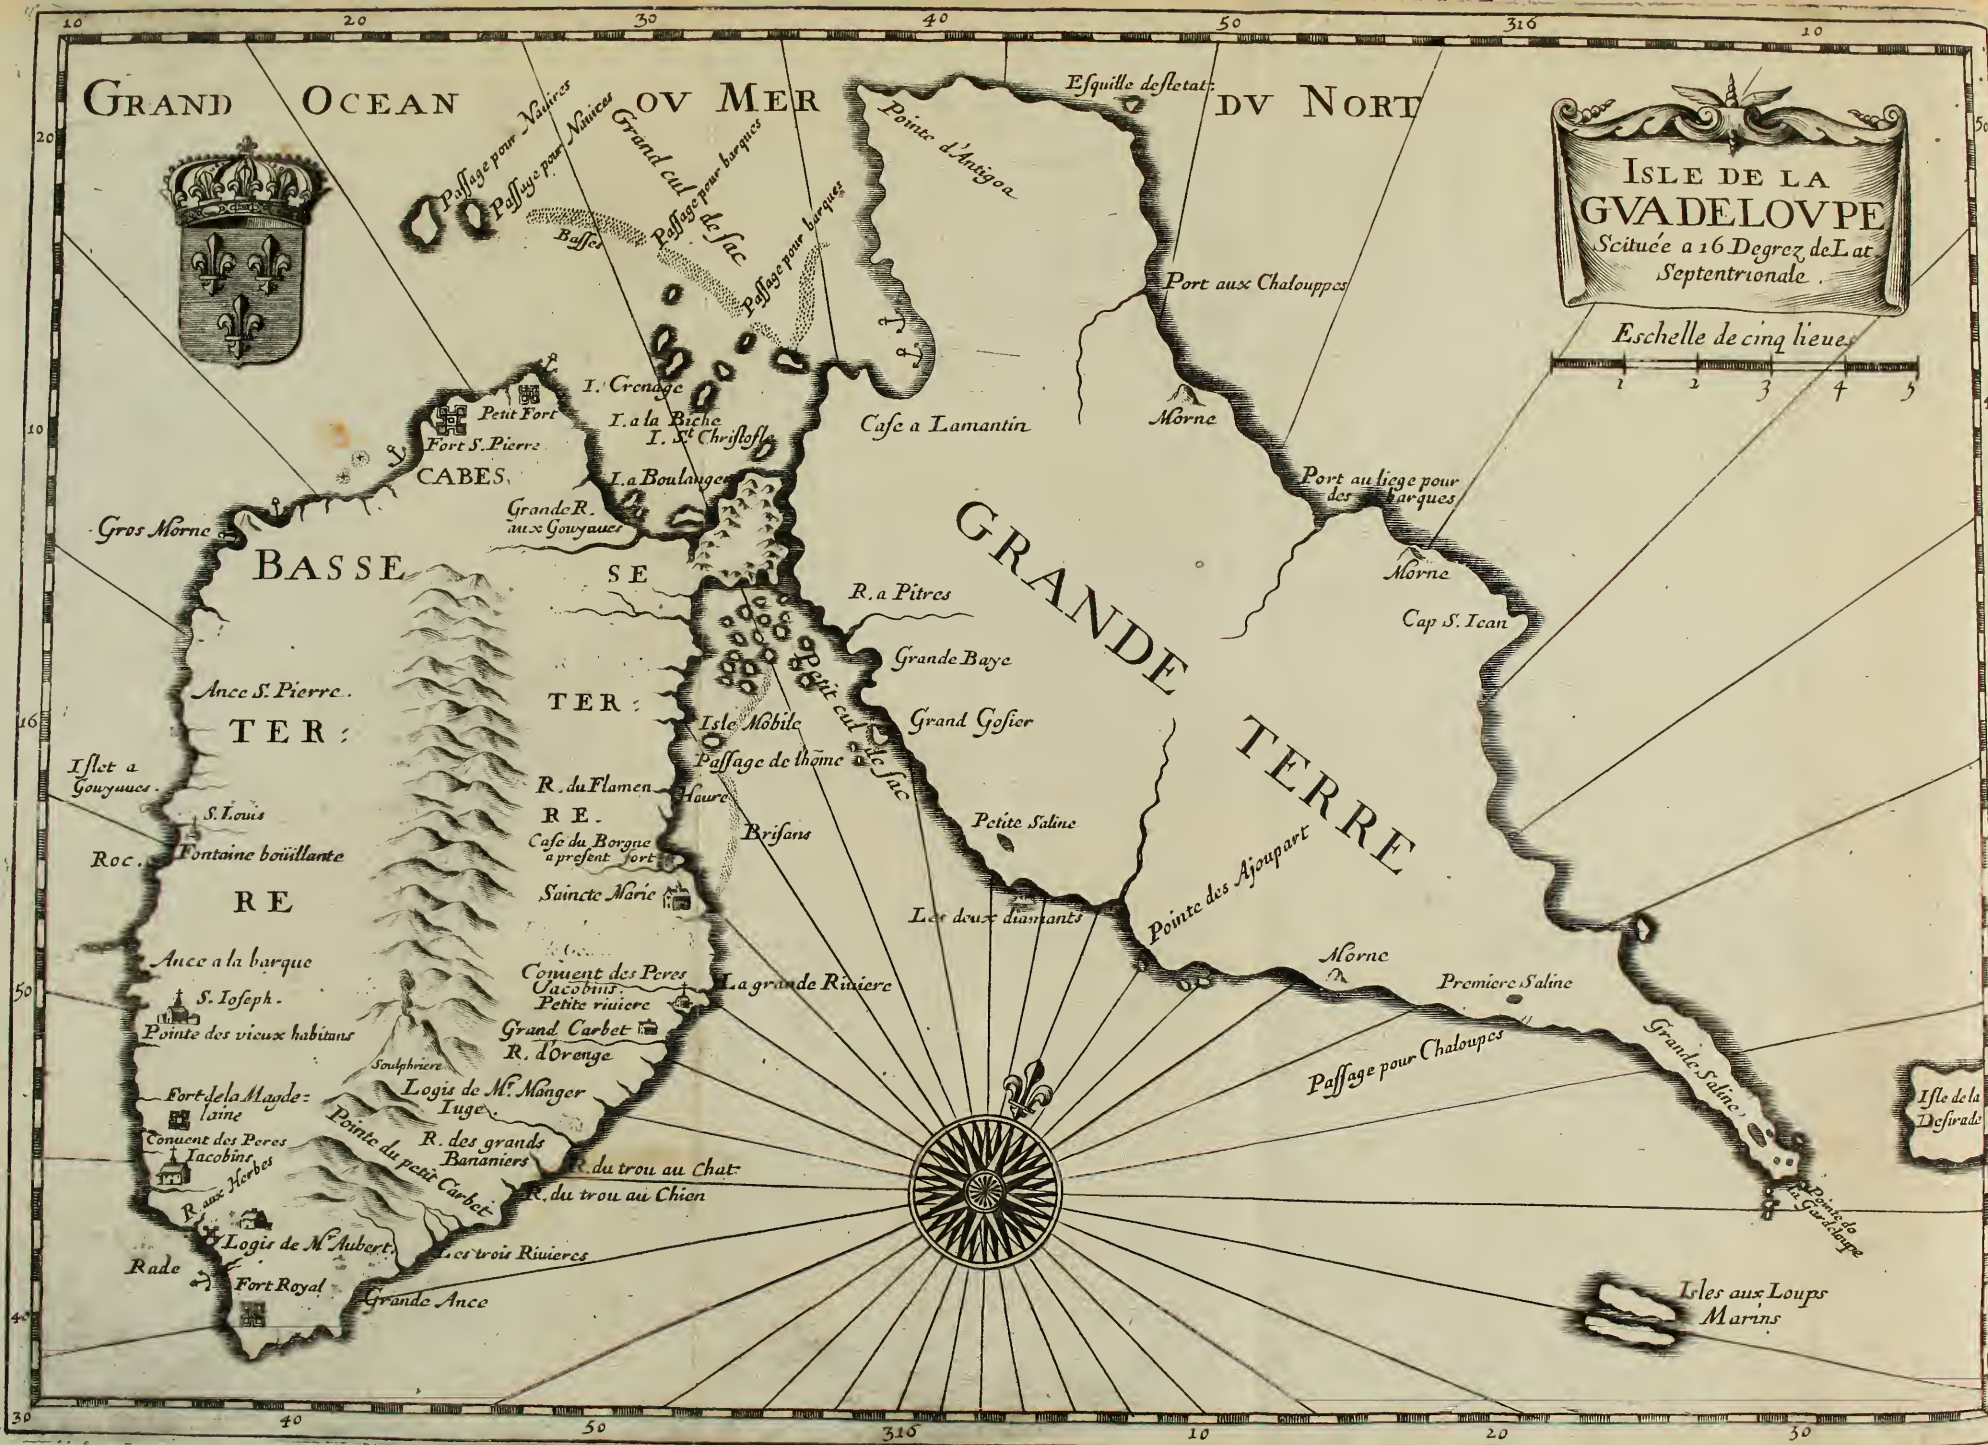 10 20 30 40 50 316 10
GRAND OCEAN OV MER DV NORT
Passage pour Nauires
Passage pour Nauires
Grand cul de sac
Passage pour barques
Passage pour barques
Basses
Pointe d'Antigoa
Port aux Chalouppes
ISLE DE LA
GVADELOVPE
Scituée a 16 Degrez de Lat
Septentrionale.
Eschelle de cinq lieues
1 2 3 4 5
Petit Fort
Fort S. Pierre
CABES.
I. Crenage
I. a la Biche
I. St. Christofle
I. a Boulanger
Grande R.
aux Gouyaues
Gros Morne
Case a Lamantin
Morne
Port au liege pour
des barques
Morne
Cap S. Iean
BASSE
SE
TER:
TER:
RE
RE.
GRANDE TERRE
R. a Pitres
Grande Baye
Grand Gosier
Petit cul de sac
Isle Mobile
Passage de lhôme
Haure
Brisans
Ance S. Pierre.
Islet a
Gouyaues.
S. Louis
Roc.
Fontaine boüillante
R. du Flamen
Case du Borgne
a present fort
Saincte Marie
Petite Saline
Les deux diamants
Pointe des Ajoupart
Morne
Premiere Saline
Grande Saline
Passage pour Chaloupes
Ance a la barque
S. Ioseph.
Pointe des vieux habitans
Conuent des Peres
Iacobins.
Petite riuiere
La grande Riuiere
Grand Carbet
R. d'Orenge
Soulphriere
Logis de Mr. Manger
Iuge
Fort de la Magde=
laine
Conuent des Peres
Iacobins
R. aux Herbes
Pointe du petit Carbet
R. des grands
Bananiers
R. du trou au Chat
R. du trou au Chien
Logis de Mr Aubert.
Les trois Riuieres
Rade
Fort Royal
Grande Ance
Isle de la
Desirade
Pointe de
la Gardeloupe
Isles aux Loups
Marins
20
10
16
50
40
30 40 50 316 10 20 30